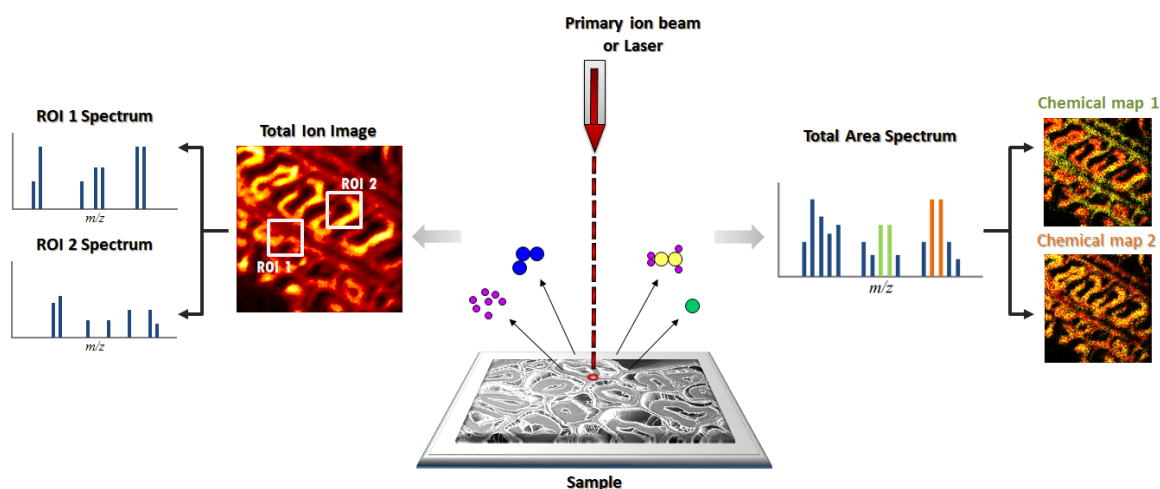 Primary ion beam
or Laser
ROI 1 Spectrum
m/z
ROI 2 Spectrum
m/z
Total Ion Image
ROI 2
ROI 1
Total Area Spectrum
m/z
Chemical map 1
Chemical map 2
Sample